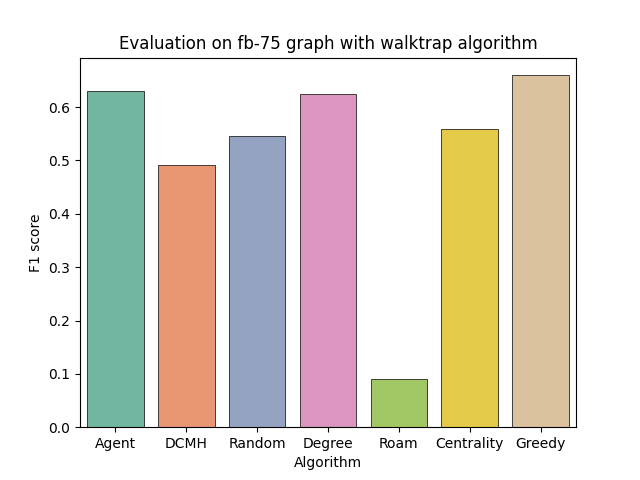 Evaluation on fb-75 graph with walktrap algorithm
F1 score
0.6
0.5
0.4
0.3
0.2
0.1
0.0
Agent DCMH Random Degree Roam Centrality Greedy
Algorithm